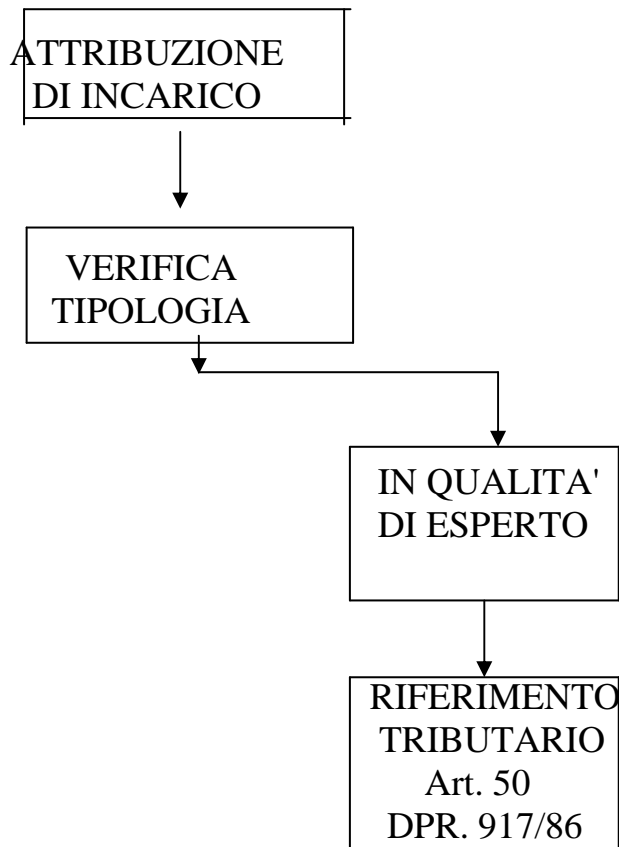 ATTRIBUZIONE
DI INCARICO
VERIFICA
TIPOLOGIA
IN QUALITA'
DI ESPERTO
RIFERIMENTO
TRIBUTARIO
Art. 50
DPR. 917/86